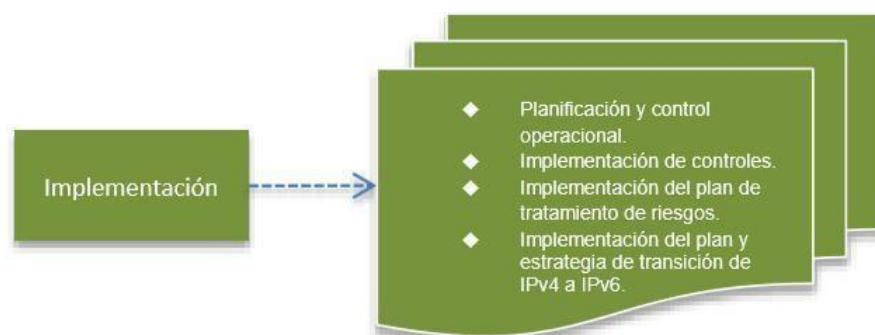 Implementación
◆ Planificación y control
operacional.
◆ Implementación de controles.
◆ Implementación del plan de
tratamiento de riesgos.
◆ Implementación del plan y
estrategia de transición de
IPv4 a IPv6.